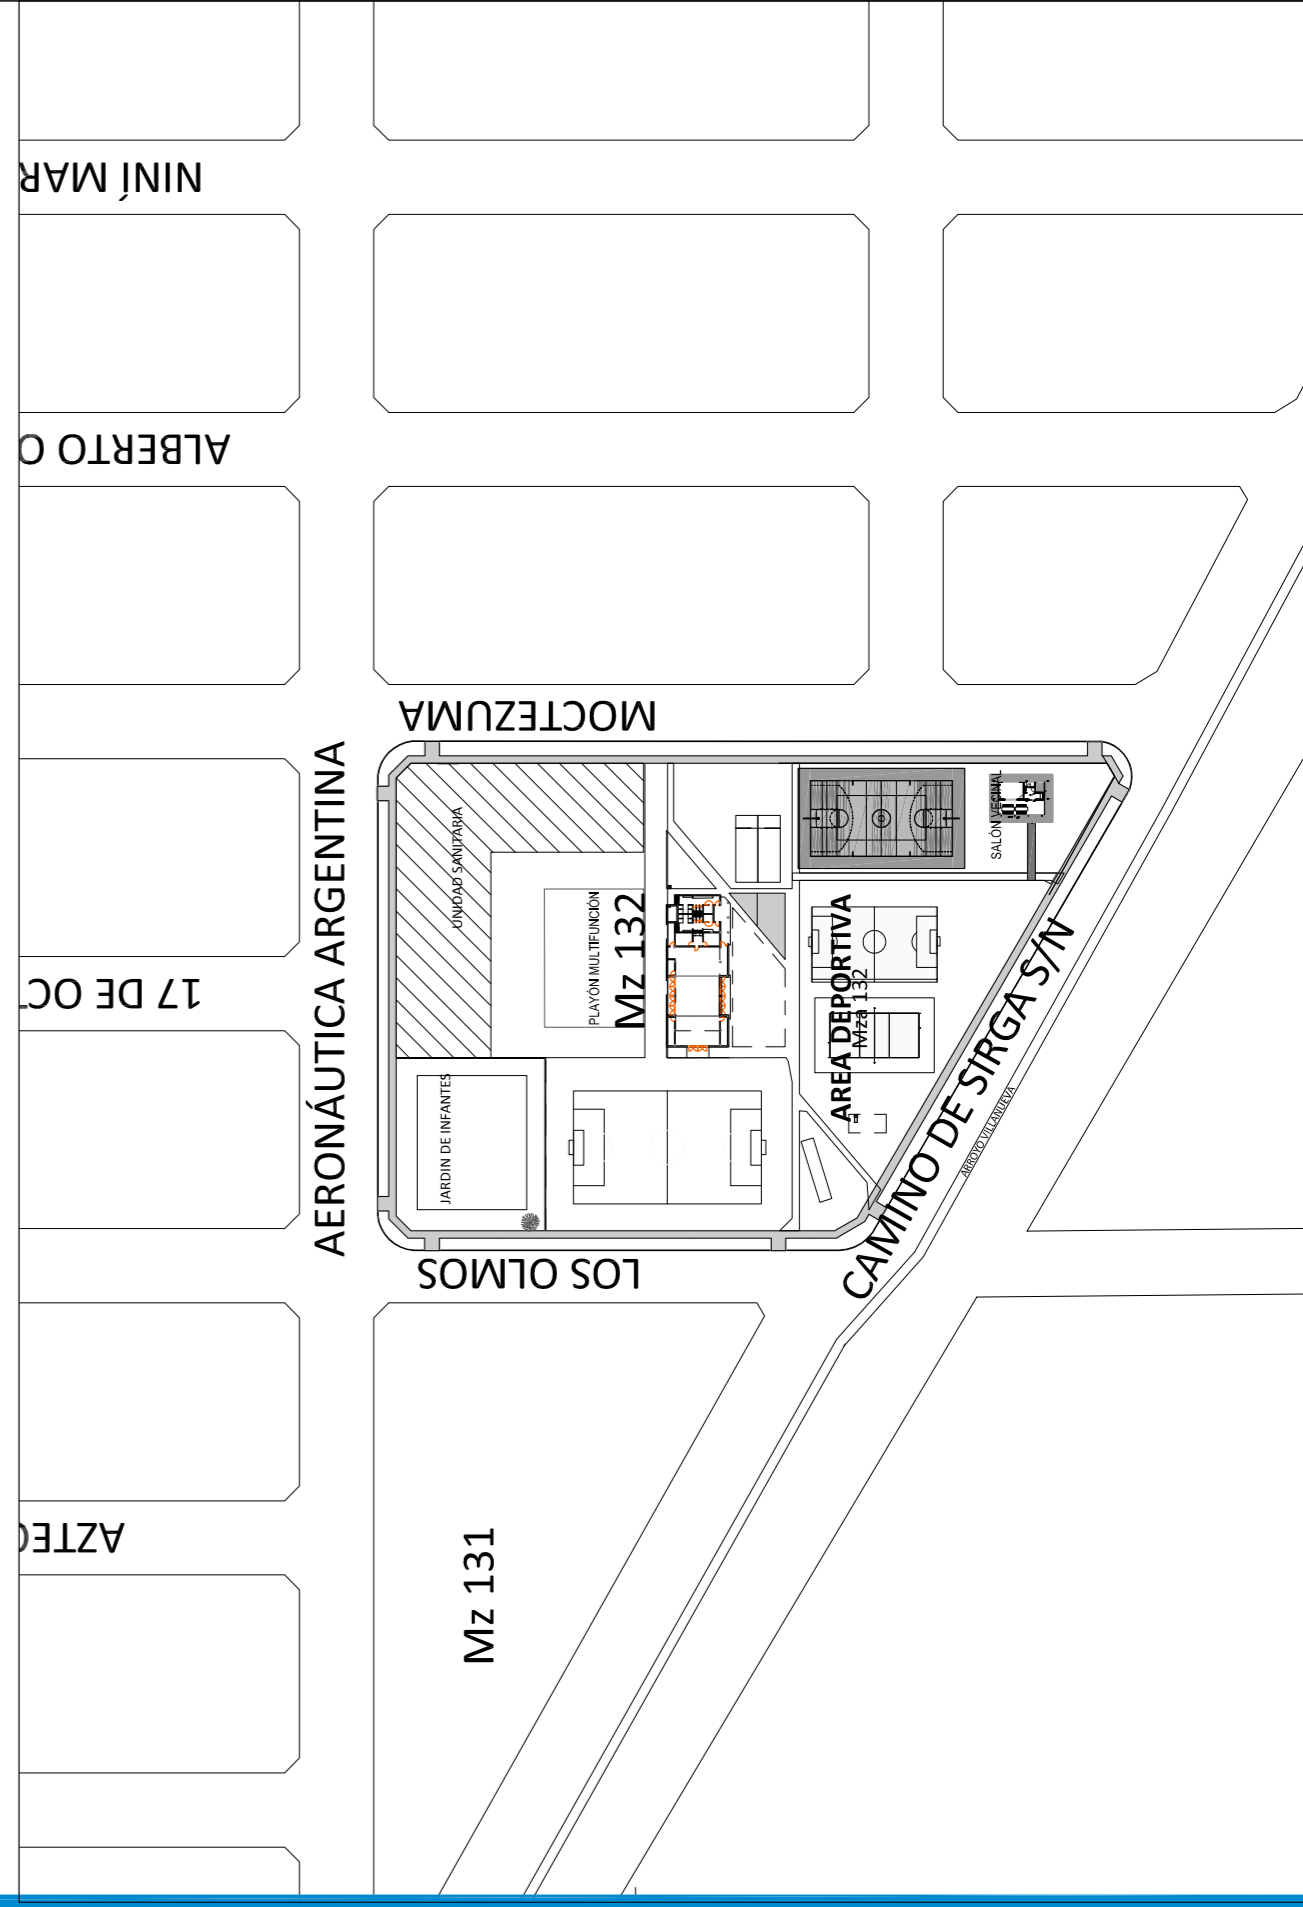 NINÍ MAR
ALBERTO O
MOCTEZUMA
AERONÁUTICA ARGENTINA
UNIDAD SANITARIA
PLAYÓN MULTIFUNCIÓN
Mz 132
SALÓN VECINAL
AREA DEPORTIVA
Mza 132
17 DE OCT
JARDIN DE INFANTES
CAMINO DE SIRGA S/N
ARROYO VILLANUEVA
LOS OLMOS
AZTEC
Mz 131